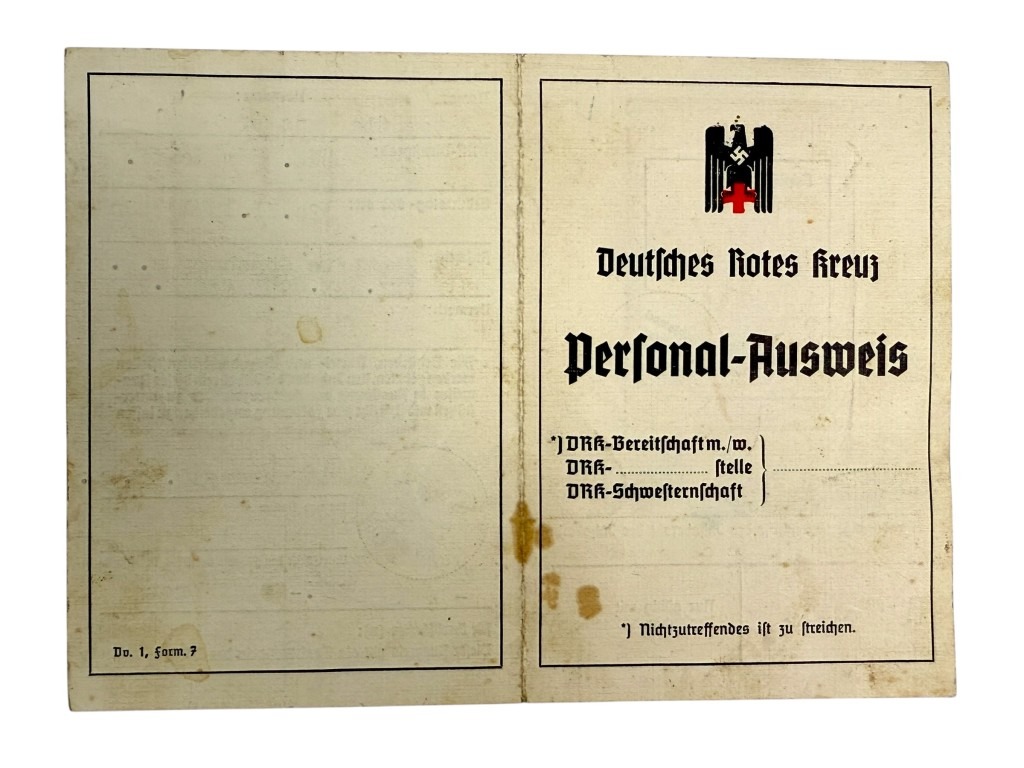 Deutsches Rotes Kreuz
Personal-Ausweis
*) DRK-Bereitschaft m./w.
DRK- ........................ stelle
DRK-Schwesternschaft
*) Nichtzutreffendes ist zu streichen.
Dv. 1, Form. 7